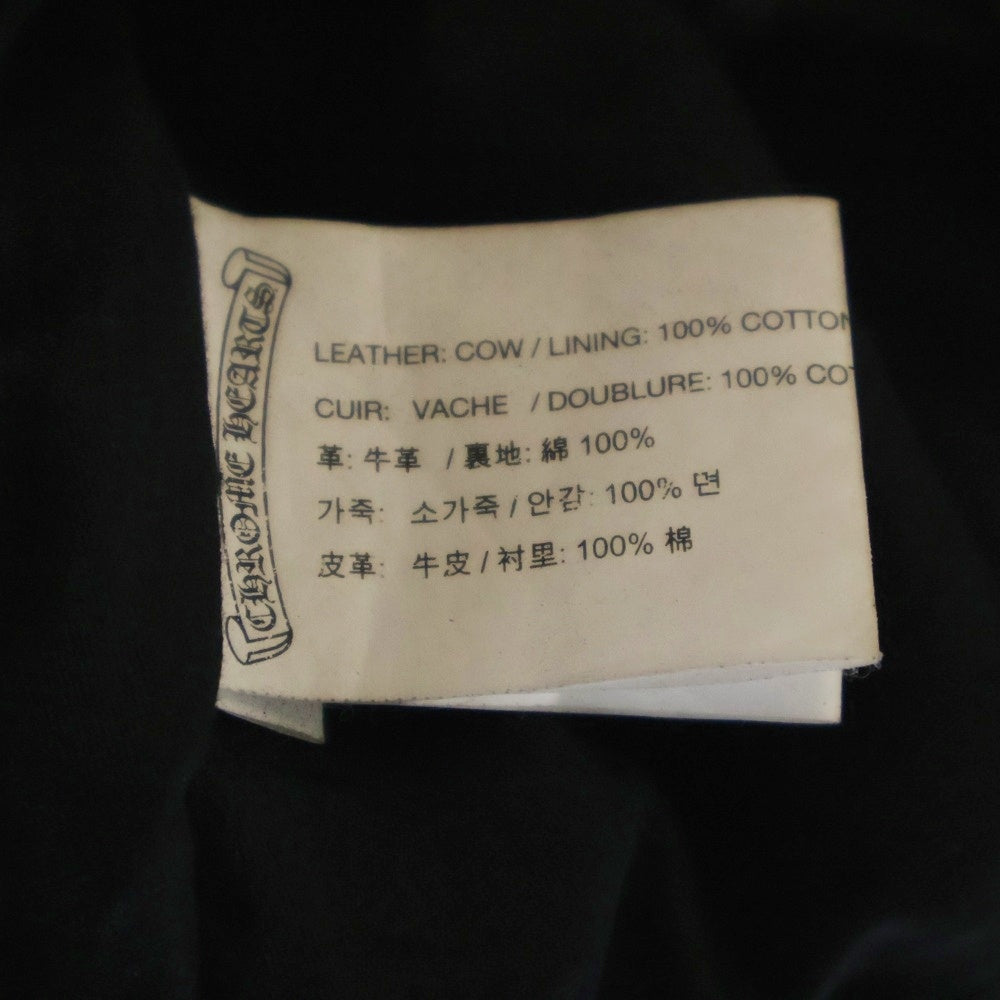 CHROME HEARTS
LEATHER: COW / LINING: 100% COTTON
CUIR: VACHE / DOUBLURE: 100%
革: 牛革 / 裏地: 綿 100%
가죽: 소가죽 / 안감: 100% 면
皮革: 牛皮 / 衬里: 100% 棉